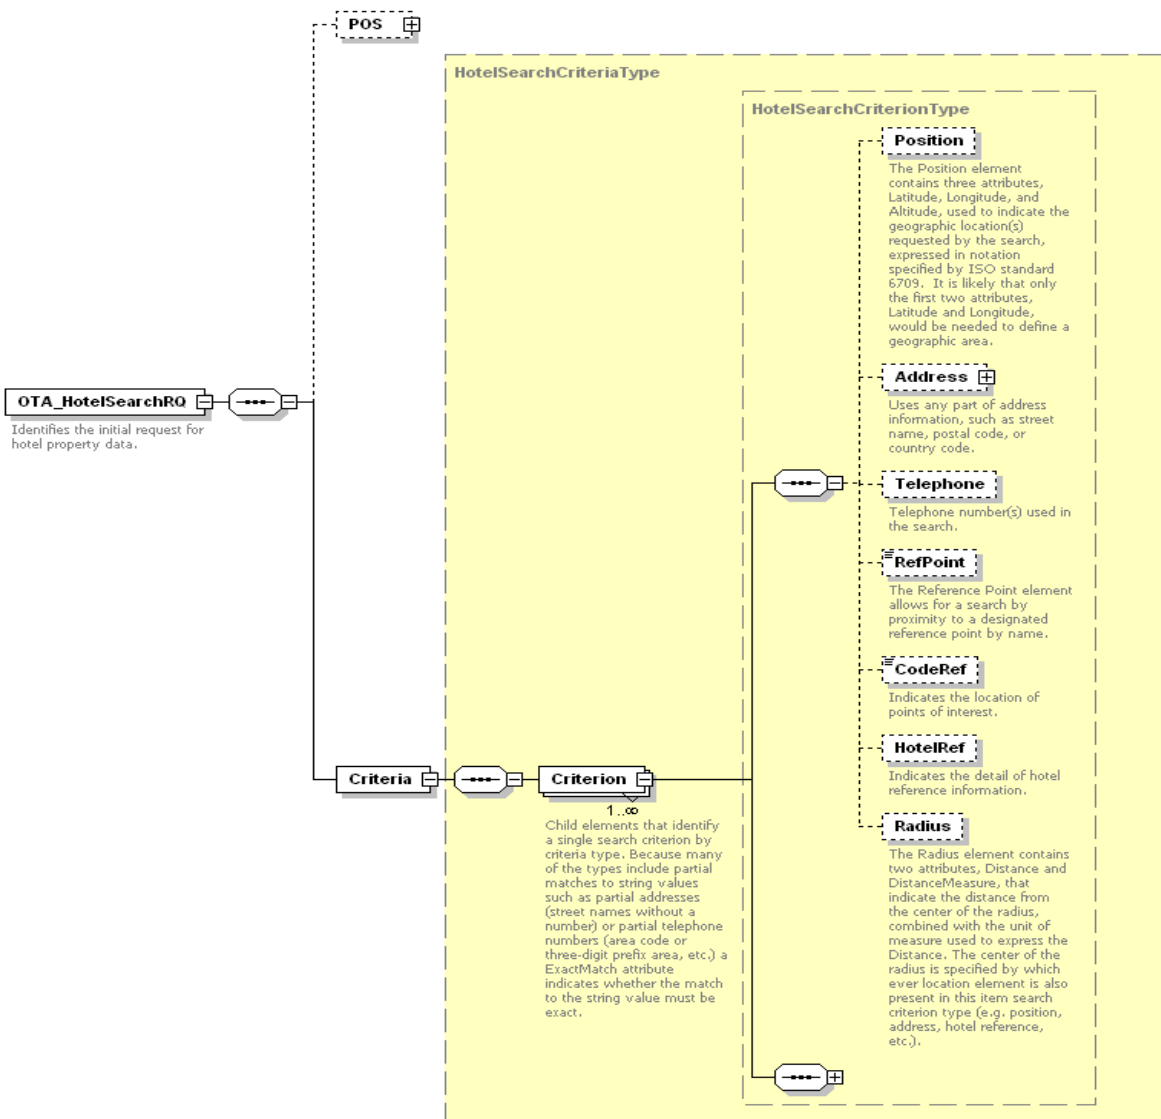 POS
HotelSearchCriteriaType
HotelSearchCriterionType
Position
The Position element
contains three attributes,
Latitude, Longitude, and
Altitude, used to indicate the
geographic location(s)
requested by the search,
expressed in notation
specified by ISO standard
6709.  It is likely that only
the first two attributes,
Latitude and Longitude,
would be needed to define a
geographic area.
Address
Uses any part of address
information, such as street
name, postal code, or
country code.
OTA_HotelSearchRQ
Identifies the initial request for
hotel property data.
Telephone
Telephone number(s) used in
the search.
RefPoint
The Reference Point element
allows for a search by
proximity to a designated
reference point by name.
CodeRef
Indicates the location of
points of interest.
HotelRef
Indicates the detail of hotel
reference information.
Criteria
Criterion
1..∞
Child elements that identify
a single search criterion by
criteria type. Because many
of the types include partial
matches to string values
such as partial addresses
(street names without a
number) or partial telephone
numbers (area code or
three-digit prefix area, etc.) a
ExactMatch attribute
indicates whether the match
to the string value must be
exact.
Radius
The Radius element contains
two attributes, Distance and
DistanceMeasure, that
indicate the distance from
the center of the radius,
combined with the unit of
measure used to express the
Distance. The center of the
radius is specified by which
ever location element is also
present in this item search
criterion type (e.g. position,
address, hotel reference,
etc.).